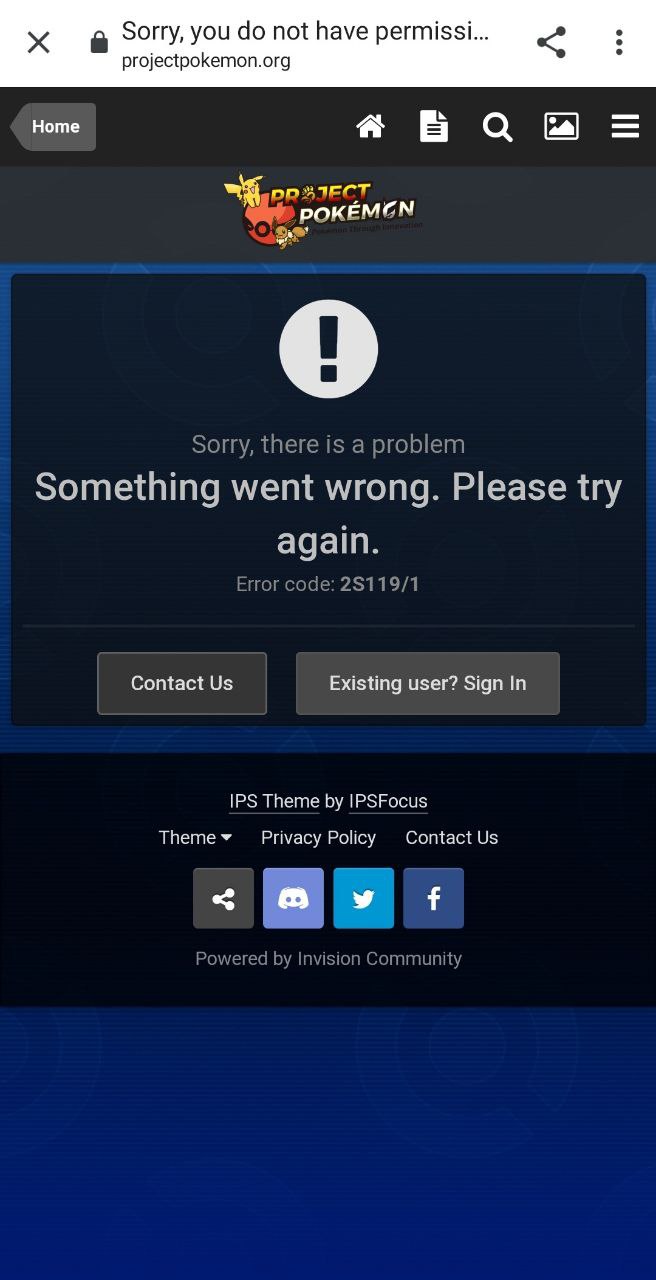 Sorry, you do not have permissi...
projectpokemon.org
Home
PROJECT
POKÉMON
Pokémon Through Innovation
Sorry, there is a problem
Something went wrong. Please try
again.
Error code: 2S119/1
Contact Us
Existing user? Sign In
IPS Theme by IPSFocus
Theme
Privacy Policy
Contact Us
Powered by Invision Community